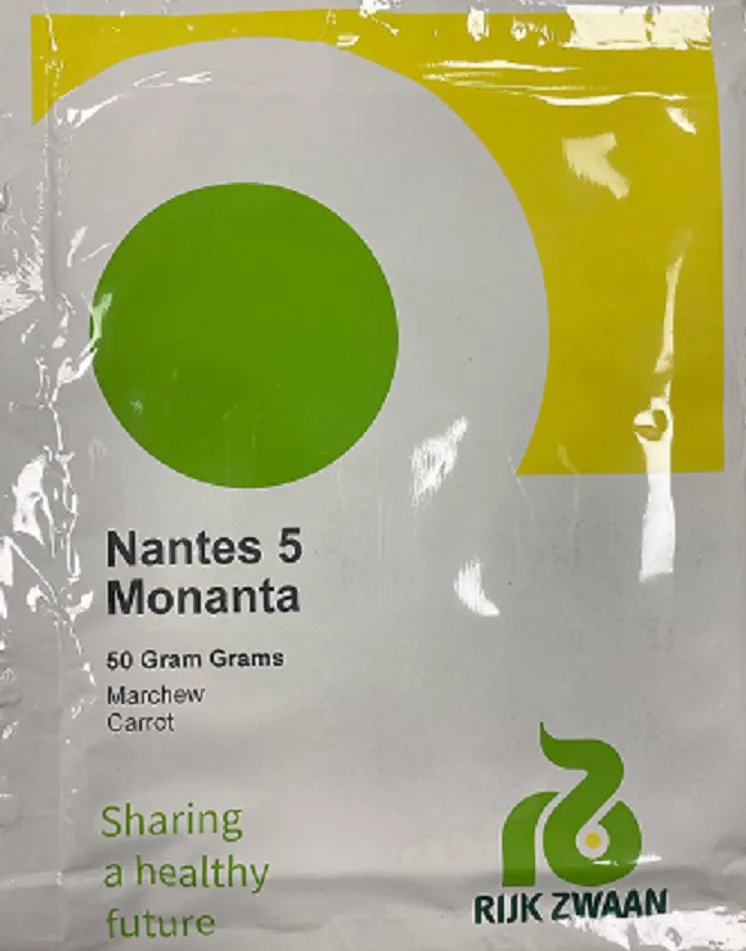 Nantes 5
Monanta
50 Gram Grams
Marchew
Carrot
Sharing
a healthy
future
RIJK ZWAAN